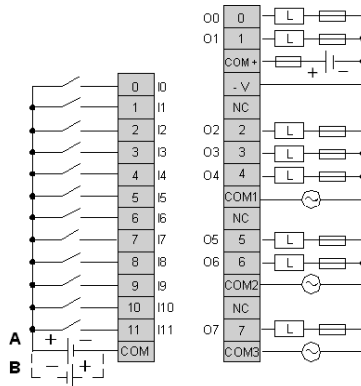 O0 0 L
O1 1 L
COM+ + −
- V
NC
O2 2 L
O3 3 L
O4 4 L
COM1
NC
O5 5 L
O6 6 L
COM2
NC
O7 7 L
COM3
0 I0
1 I1
2 I2
3 I3
4 I4
5 I5
6 I6
7 I7
8 I8
9 I9
10 I10
11 I11
A + − COM
B − +